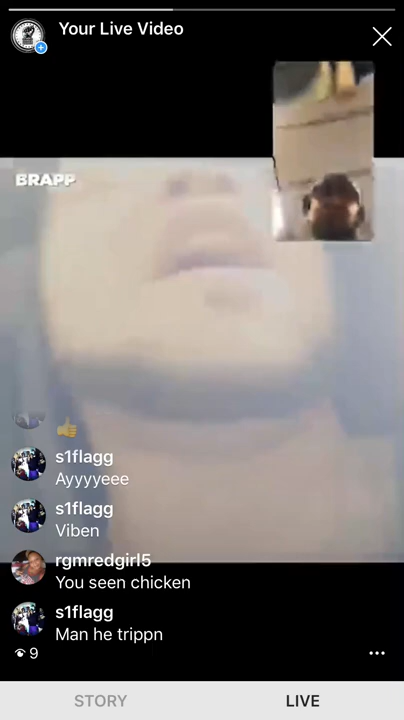 Your Live Video
BRAPP
s1flagg
Ayyyyeee
s1flagg
Viben
rgmredgirl5
You seen chicken
s1flagg
Man he trippn
9
STORY
LIVE